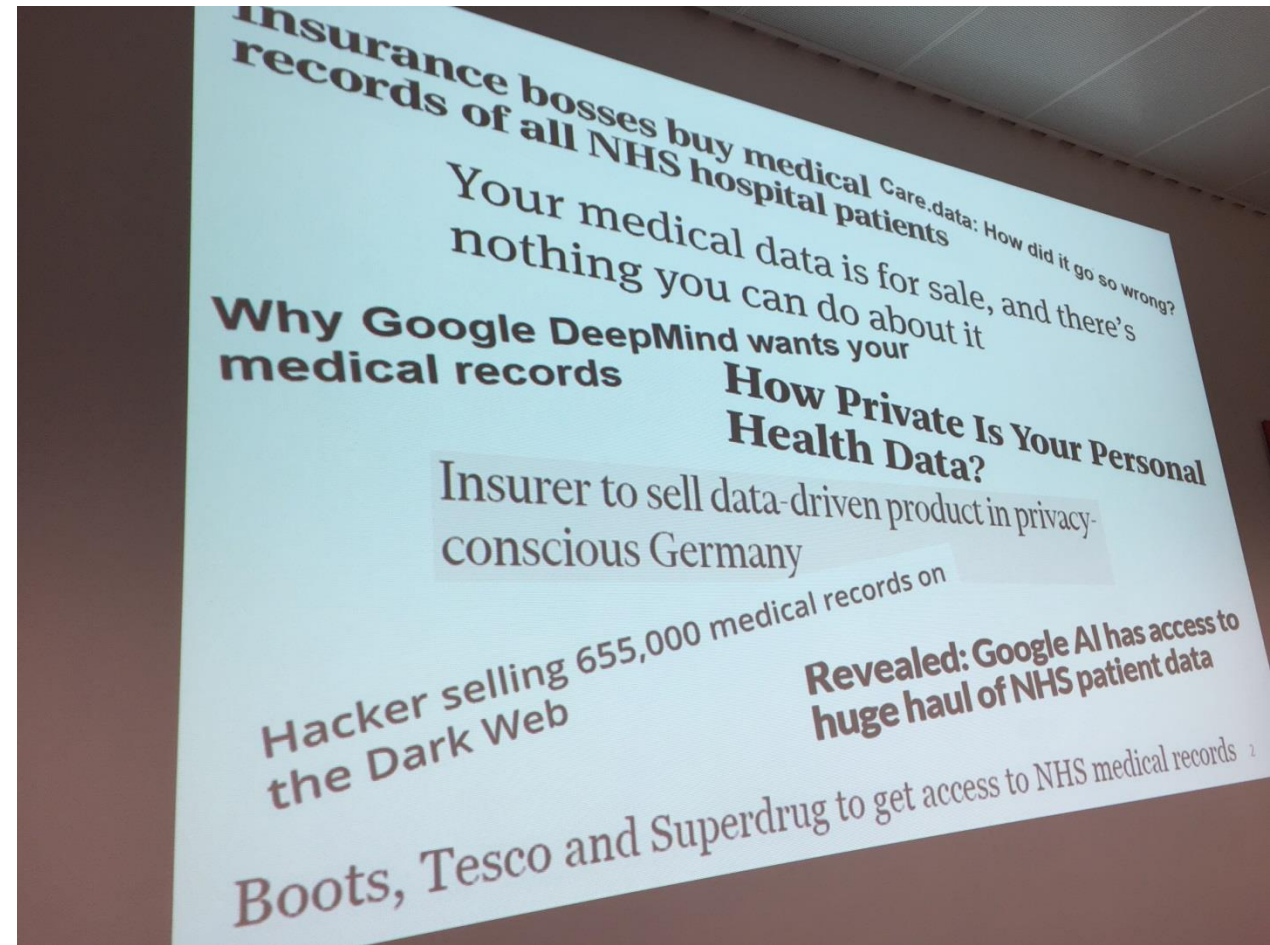 Insurance bosses buy medical
records of all NHS hospital patients
Care.data: How did it go so wrong?
Your medical data is for sale, and there's
nothing you can do about it
Why Google DeepMind wants your
medical records
How Private Is Your Personal
Health Data?
Insurer to sell data-driven product in privacy-
conscious Germany
Hacker selling 655,000 medical records on
the Dark Web
Revealed: Google AI has access to
huge haul of NHS patient data
Boots, Tesco and Superdrug to get access to NHS medical records
2